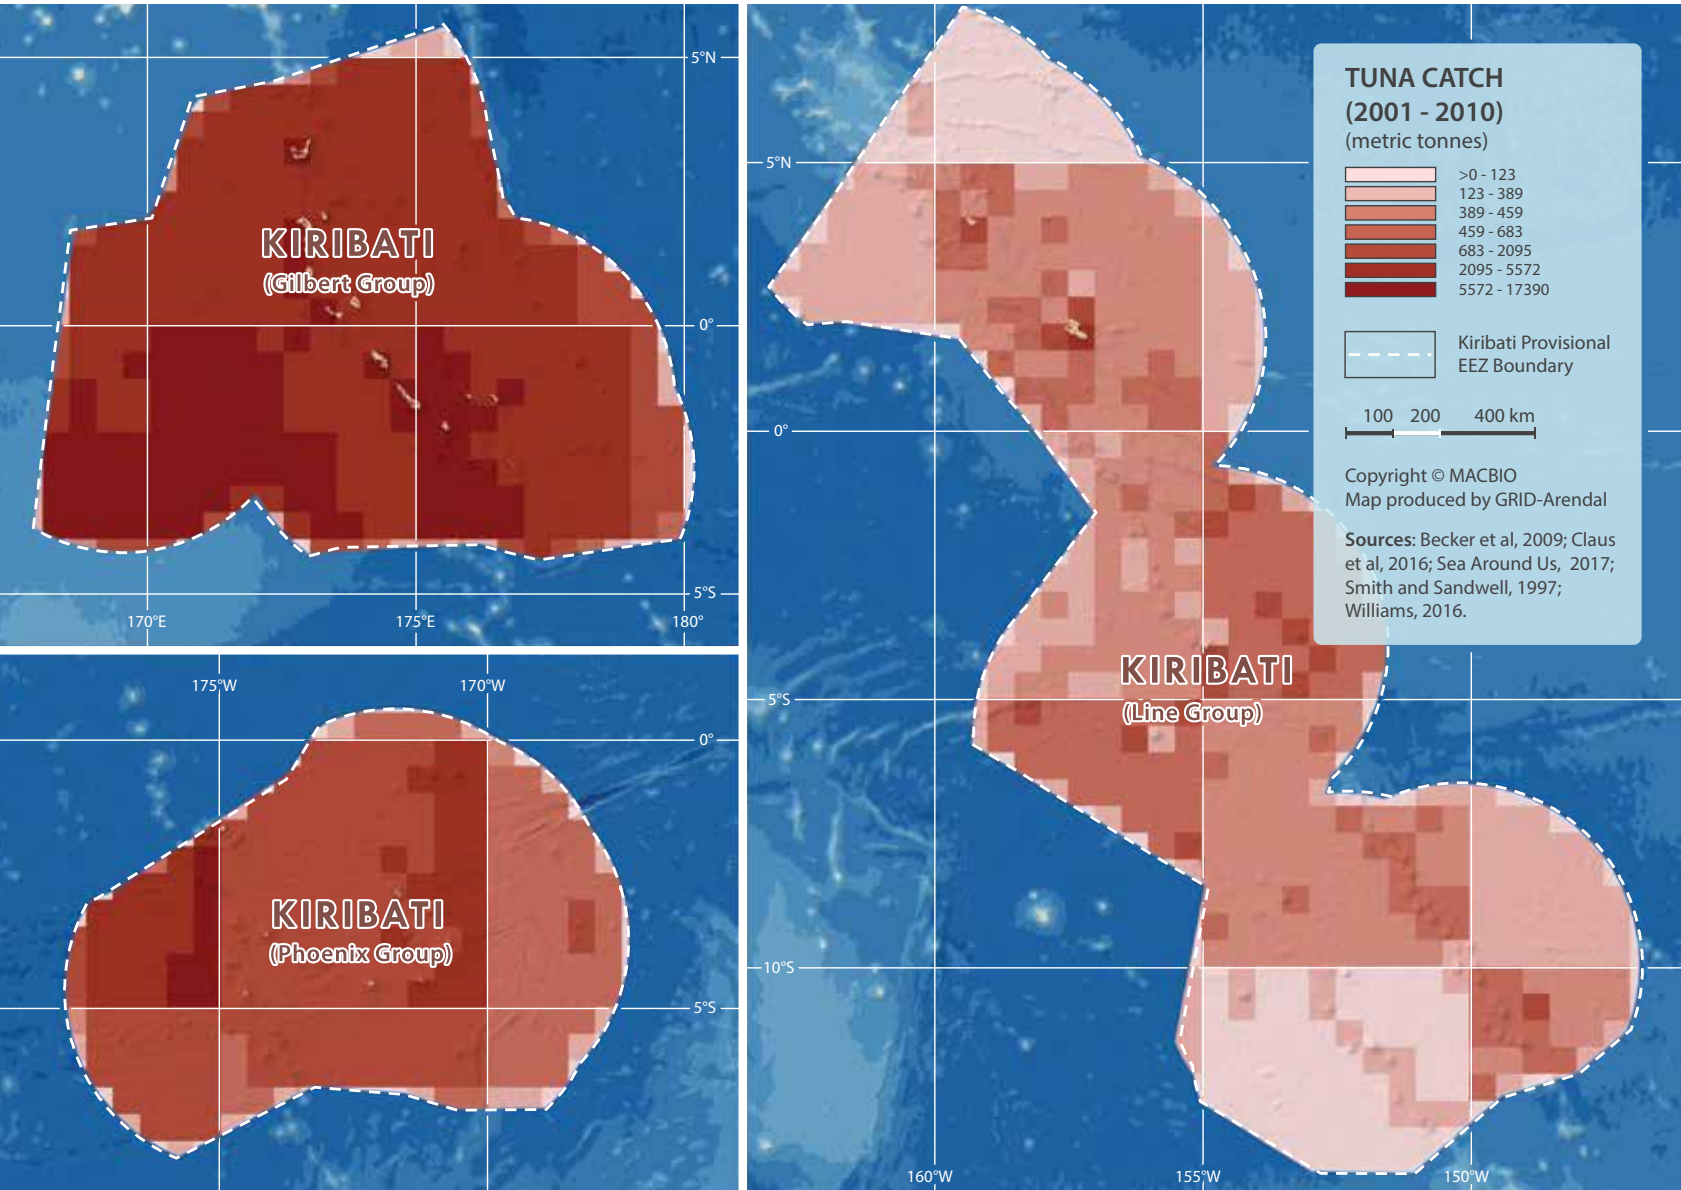 5°N
KIRIBATI
(Gilbert Group)
0°
5°S
170°E
175°E
180°
175°W
170°W
0°
KIRIBATI
(Phoenix Group)
5°S
5°N
0°
KIRIBATI
(Line Group)
5°S
10°S
160°W
155°W
150°W
TUNA CATCH
(2001 - 2010)
(metric tonnes)
>0 - 123
123 - 389
389 - 459
459 - 683
683 - 2095
2095 - 5572
5572 - 17390
Kiribati Provisional
EEZ Boundary
100 200 400 km
Copyright © MACBIO
Map produced by GRID-Arendal
Sources: Becker et al, 2009; Claus
et al, 2016; Sea Around Us, 2017;
Smith and Sandwell, 1997;
Williams, 2016.